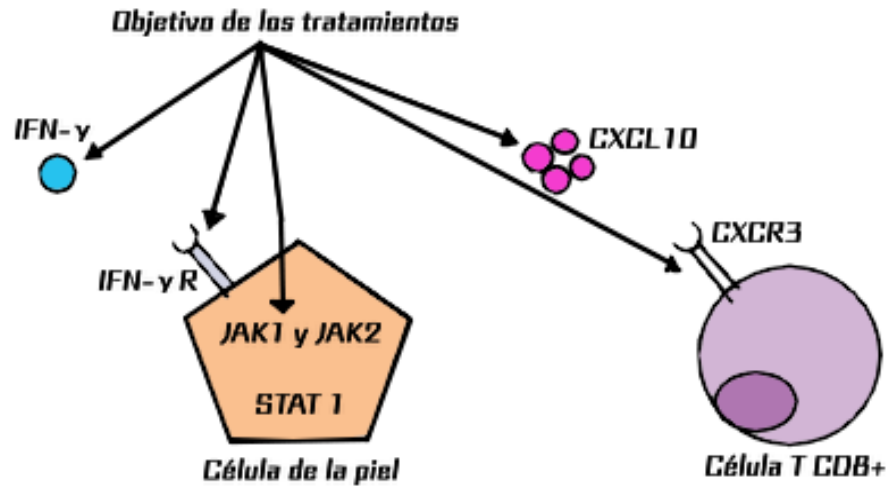 Objetivo de los tratamientos
IFN-γ
CXCL10
CXCR3
IFN-γ R
JAK1 y JAK2
STAT 1
Célula de la piel
Célula T CD8+